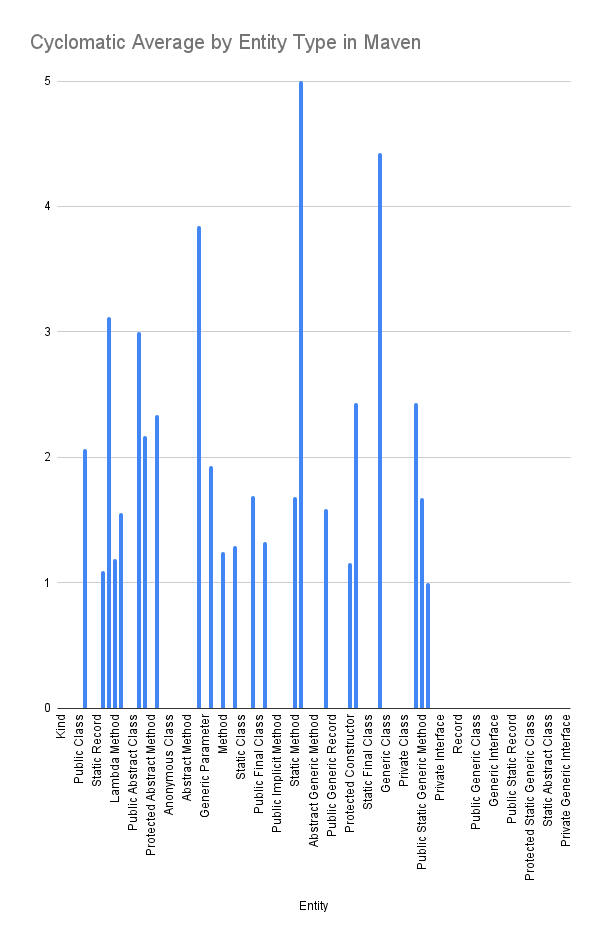 Cyclomatic Average by Entity Type in Maven
5
4
3
2
1
0
Kind
Public Class
Static Record
Lambda Method
Public Abstract Class
Protected Abstract Method
Anonymous Class
Abstract Method
Generic Parameter
Method
Static Class
Public Final Class
Public Implicit Method
Static Method
Abstract Generic Method
Public Generic Record
Protected Constructor
Static Final Class
Generic Class
Private Class
Public Static Generic Method
Private Interface
Record
Public Generic Class
Generic Interface
Public Static Record
Protected Static Generic Class
Static Abstract Class
Private Generic Interface
Entity